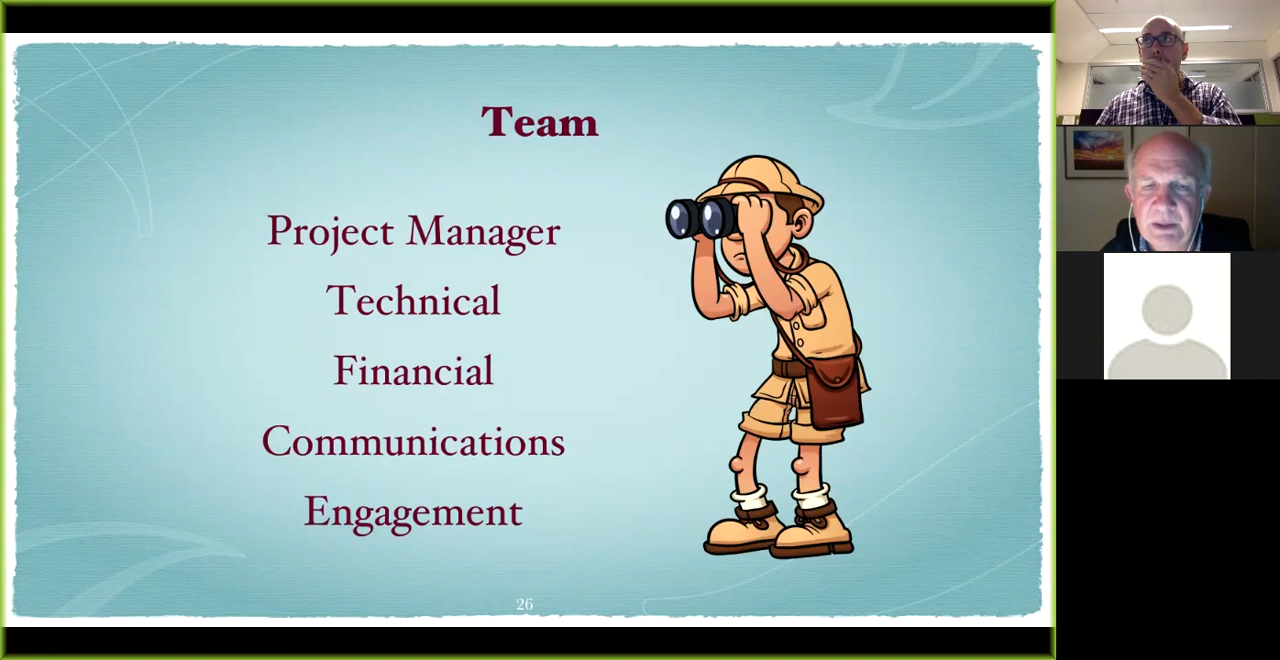 Team
Project Manager
Technical
Financial
Communications
Engagement
26